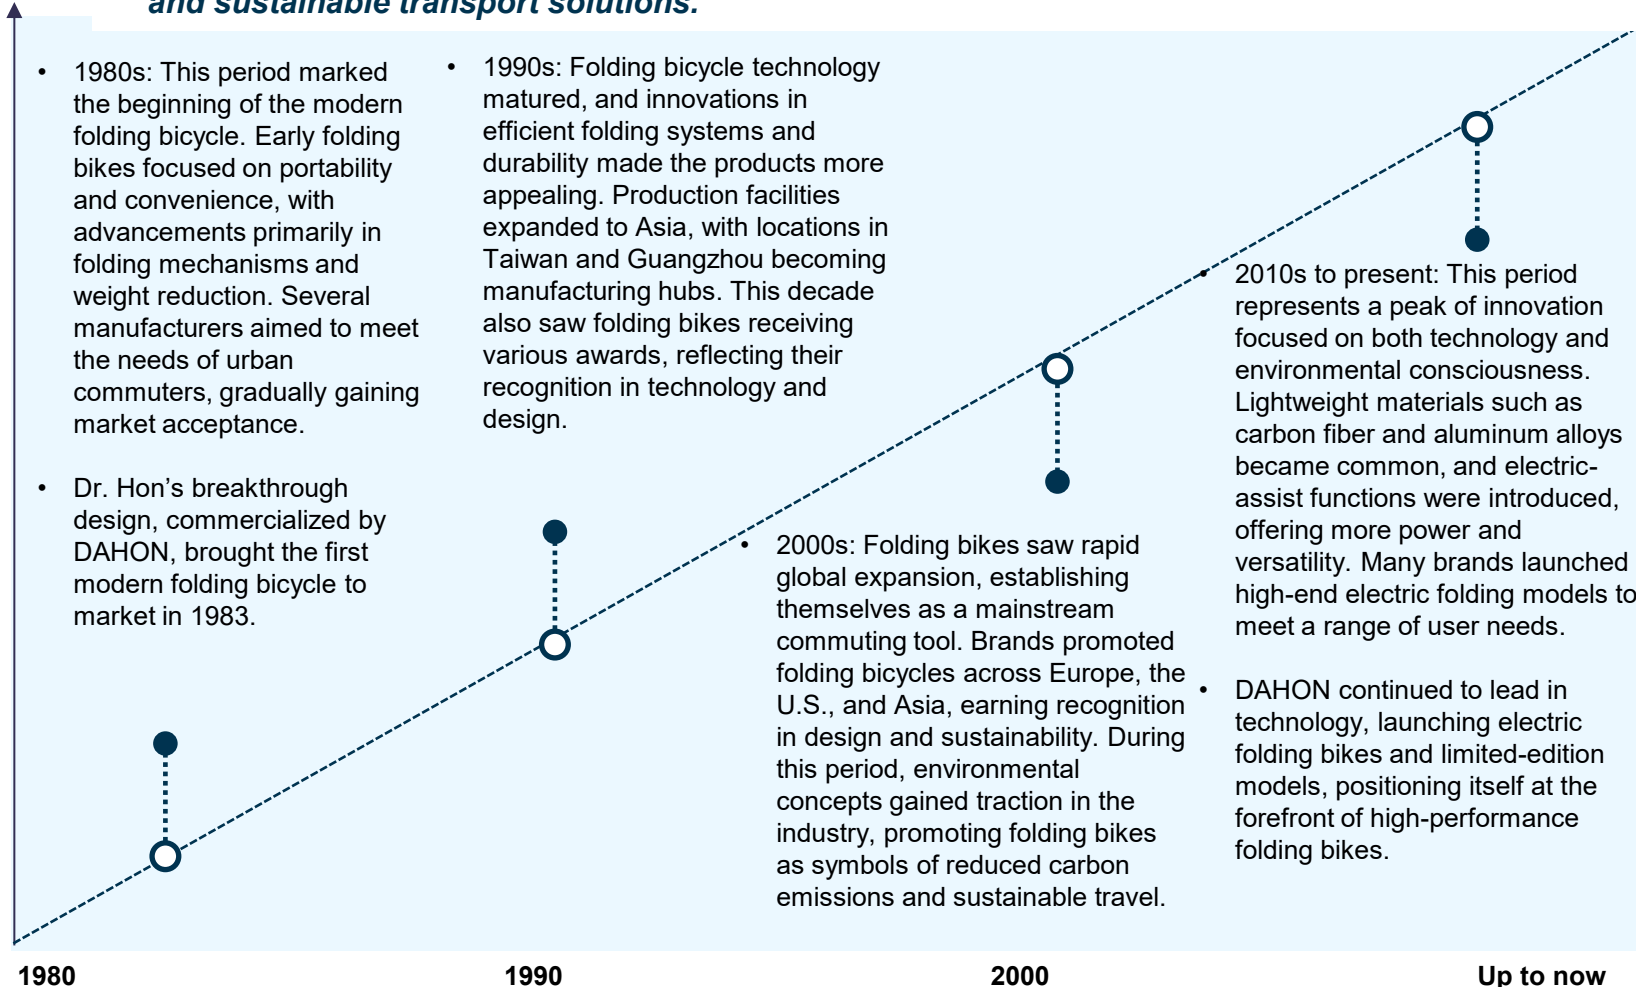 and sustainable transport solutions.
• 1980s: This period marked
the beginning of the modern
folding bicycle. Early folding
bikes focused on portability
and convenience, with
advancements primarily in
folding mechanisms and
weight reduction. Several
manufacturers aimed to meet
the needs of urban
commuters, gradually gaining
market acceptance.
• Dr. Hon’s breakthrough
design, commercialized by
DAHON, brought the first
modern folding bicycle to
market in 1983.
• 1990s: Folding bicycle technology
matured, and innovations in
efficient folding systems and
durability made the products more
appealing. Production facilities
expanded to Asia, with locations in
Taiwan and Guangzhou becoming
manufacturing hubs. This decade
also saw folding bikes receiving
various awards, reflecting their
recognition in technology and
design.
• 2000s: Folding bikes saw rapid
global expansion, establishing
themselves as a mainstream
commuting tool. Brands promoted
folding bicycles across Europe, the
U.S., and Asia, earning recognition
in design and sustainability. During
this period, environmental
concepts gained traction in the
industry, promoting folding bikes
as symbols of reduced carbon
emissions and sustainable travel.
• 2010s to present: This period
represents a peak of innovation
focused on both technology and
environmental consciousness.
Lightweight materials such as
carbon fiber and aluminum alloys
became common, and electric-
assist functions were introduced,
offering more power and
versatility. Many brands launched
high-end electric folding models to
meet a range of user needs.
• DAHON continued to lead in
technology, launching electric
folding bikes and limited-edition
models, positioning itself at the
forefront of high-performance
folding bikes.
1980
1990
2000
Up to now